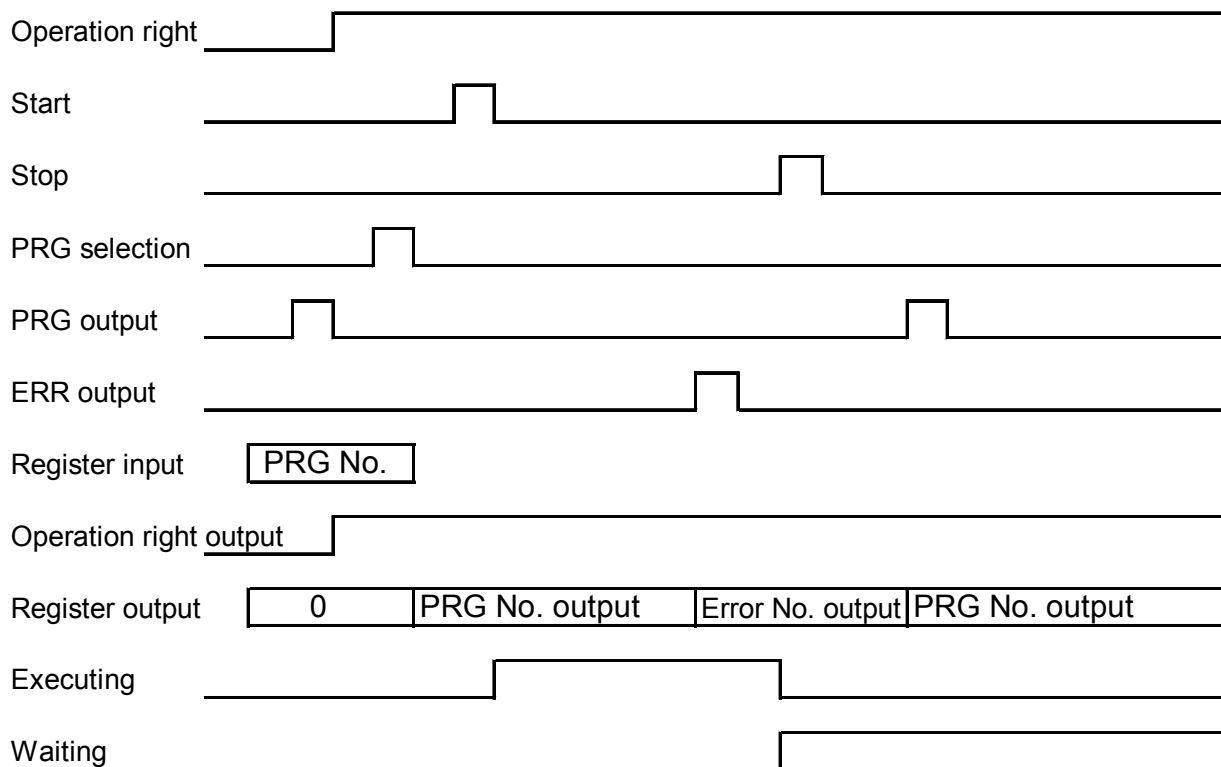 Operation right
Start
Stop
PRG selection
PRG output
ERR output
Register input PRG No.
Operation right output
Register output 0 PRG No. output Error No. output PRG No. output
Executing
Waiting